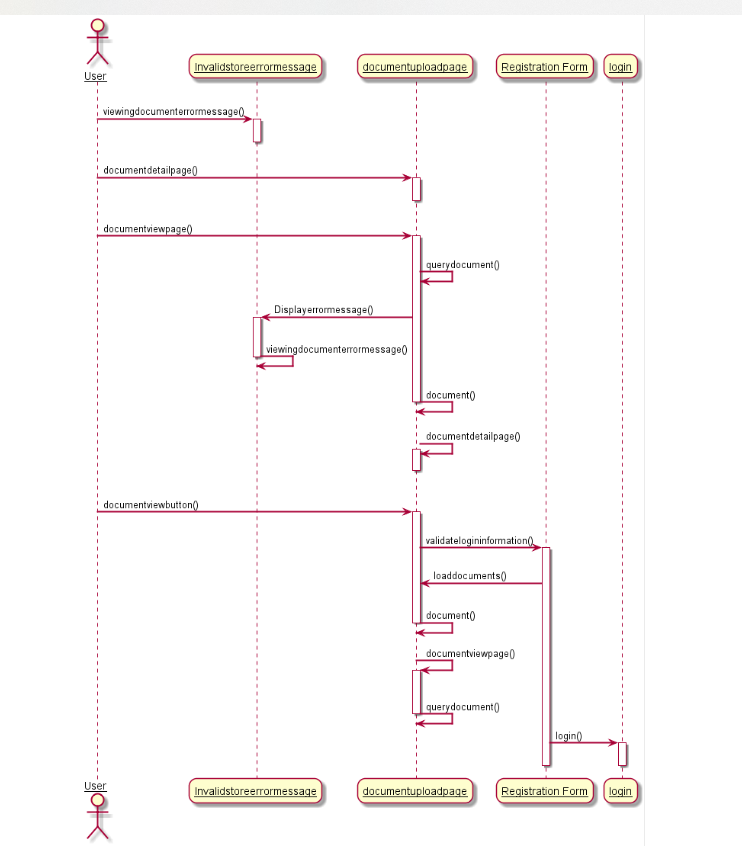 User
Invalidstoreerrormessage
documentuploadpage
Registration Form
login
viewingdocumenterrormessage()
documentdetailpage()
documentviewpage()
querydocument()
Displayerrormessage()
viewingdocumenterrormessage()
document()
documentdetailpage()
documentviewbutton()
validatelogininformation()
loaddocuments()
document()
documentviewpage()
querydocument()
login()
User
Invalidstoreerrormessage
documentuploadpage
Registration Form
login